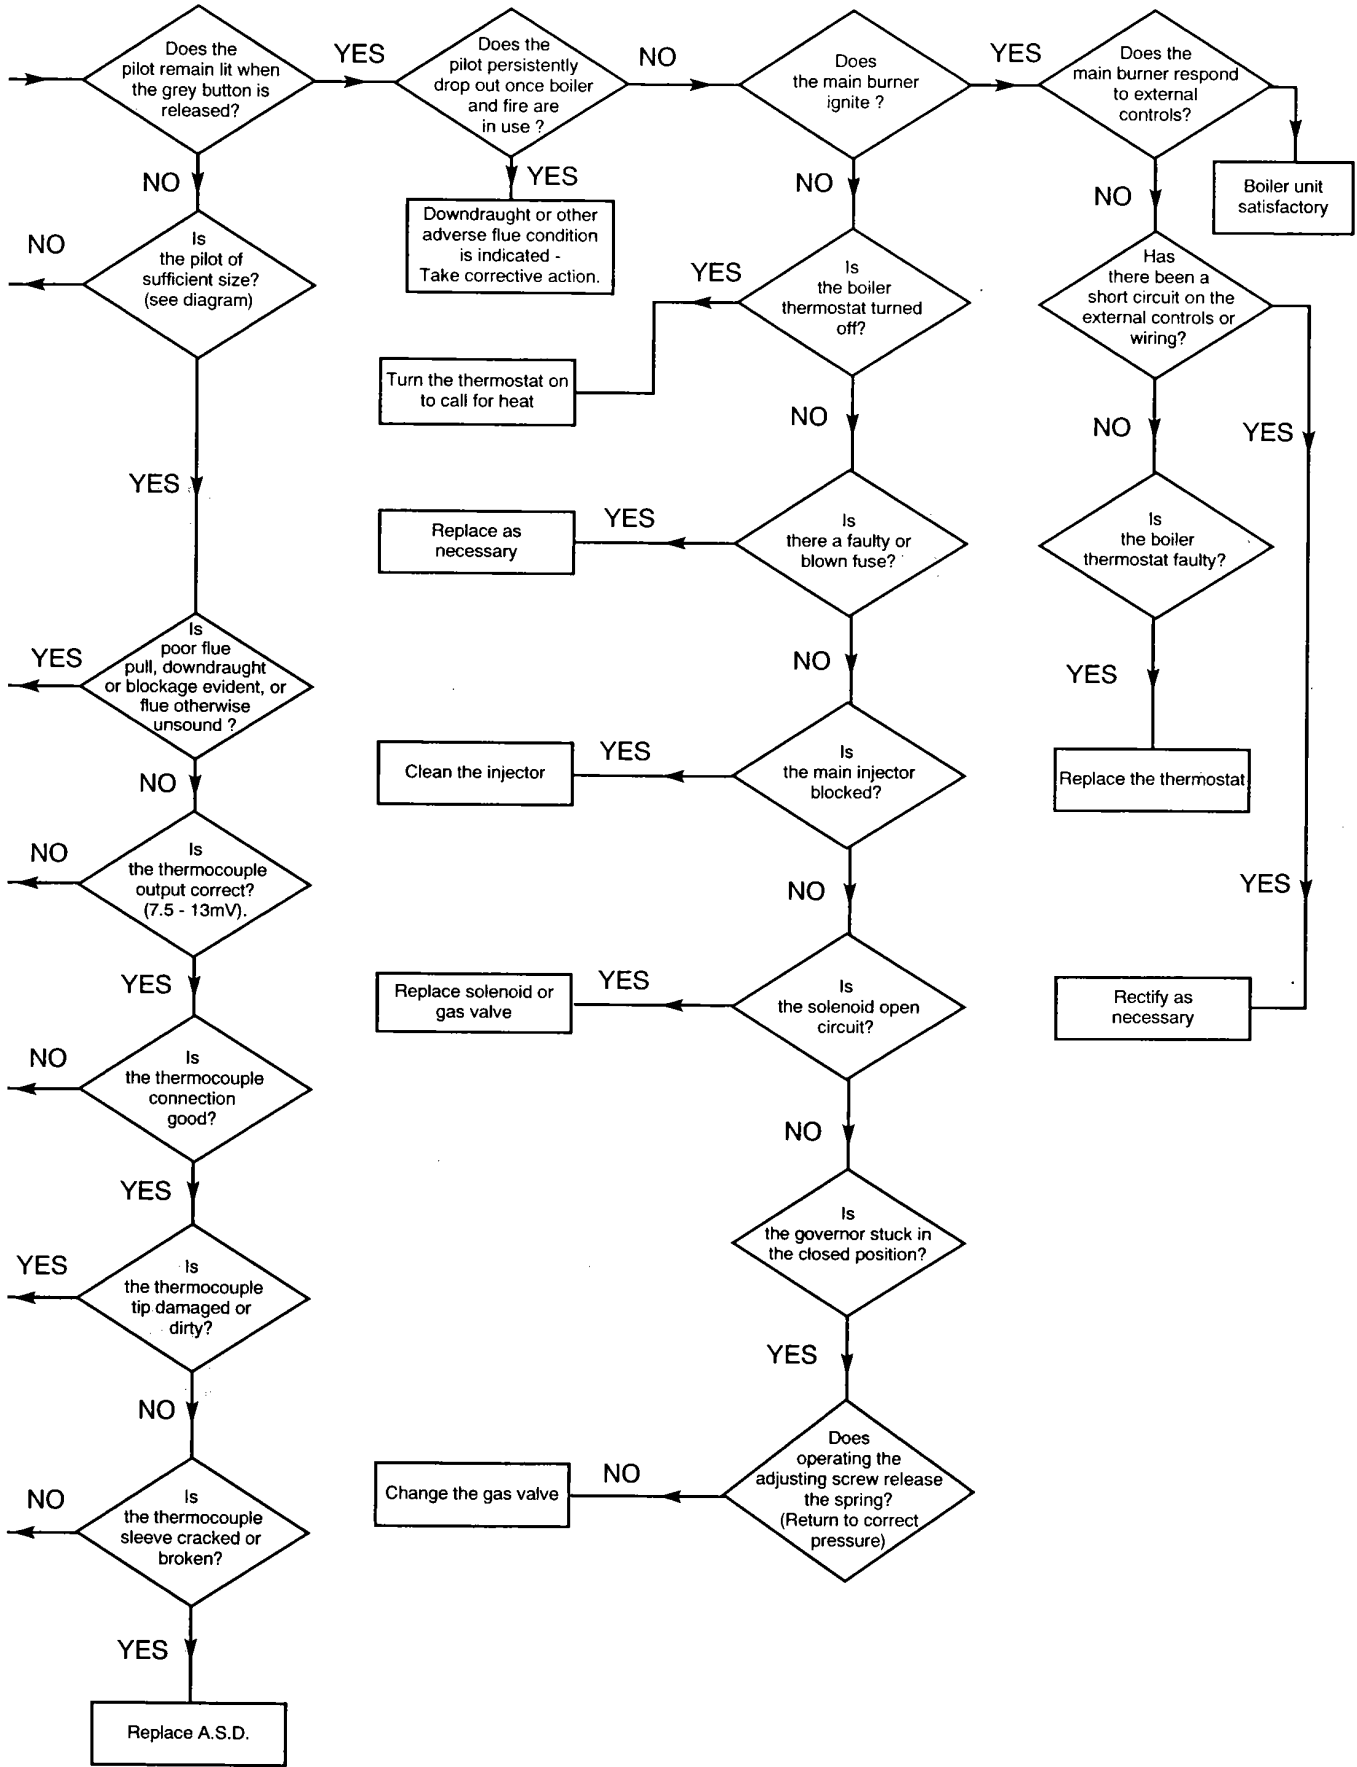 Does the
pilot remain lit when
the grey button is
released?
YES
Does the
pilot persistently
drop out once boiler
and fire are
in use ?
NO
Does
the main burner
ignite ?
YES
Does the
main burner respond
to external
controls?
NO
YES
NO
NO
Boiler unit
satisfactory
Downdraught or other
adverse flue condition
is indicated -
Take corrective action.
NO
Is
the pilot of
sufficient size?
(see diagram)
YES
Is
the boiler
thermostat turned
off?
Has
there been a
short circuit on the
external controls or
wiring?
Turn the thermostat on
to call for heat
NO
NO
YES
YES
Replace as
necessary
YES
Is
there a faulty or
blown fuse?
Is
the boiler
thermostat faulty?
YES
Is
poor flue
pull, downdraught
or blockage evident, or
flue otherwise
unsound ?
NO
YES
NO
Clean the injector
YES
Is
the main injector
blocked?
Replace the thermostat
NO
Is
the thermocouple
output correct?
(7.5 - 13mV).
NO
YES
YES
Replace solenoid or
gas valve
YES
Is
the solenoid open
circuit?
Rectify as
necessary
NO
Is
the thermocouple
connection
good?
NO
YES
Is
the governor stuck in
the closed position?
YES
Is
the thermocouple
tip damaged or
dirty?
YES
NO
Change the gas valve
NO
Does
operating the
adjusting screw release
the spring?
(Return to correct
pressure)
NO
Is
the thermocouple
sleeve cracked or
broken?
YES
Replace A.S.D.